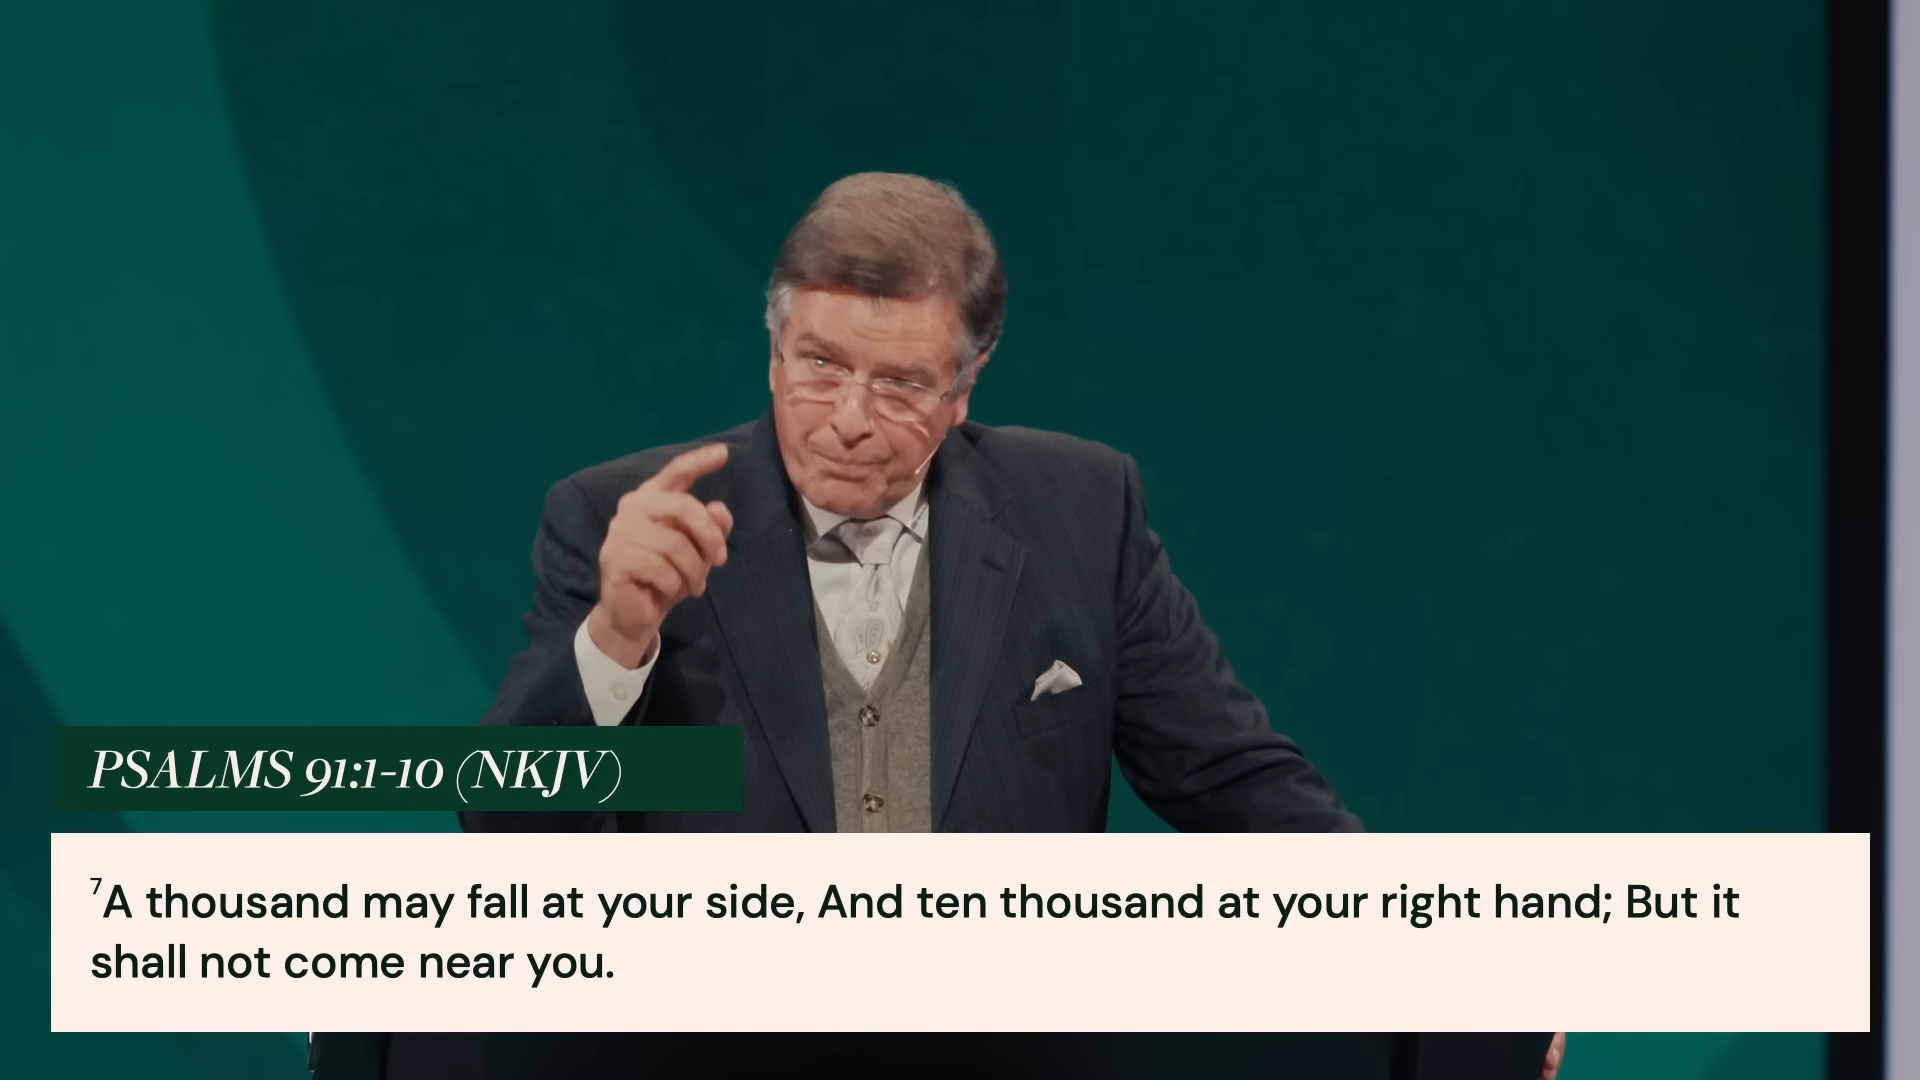 PSALMS 91:1-10 (NKJV)
7A thousand may fall at your side, And ten thousand at your right hand; But it
shall not come near you.